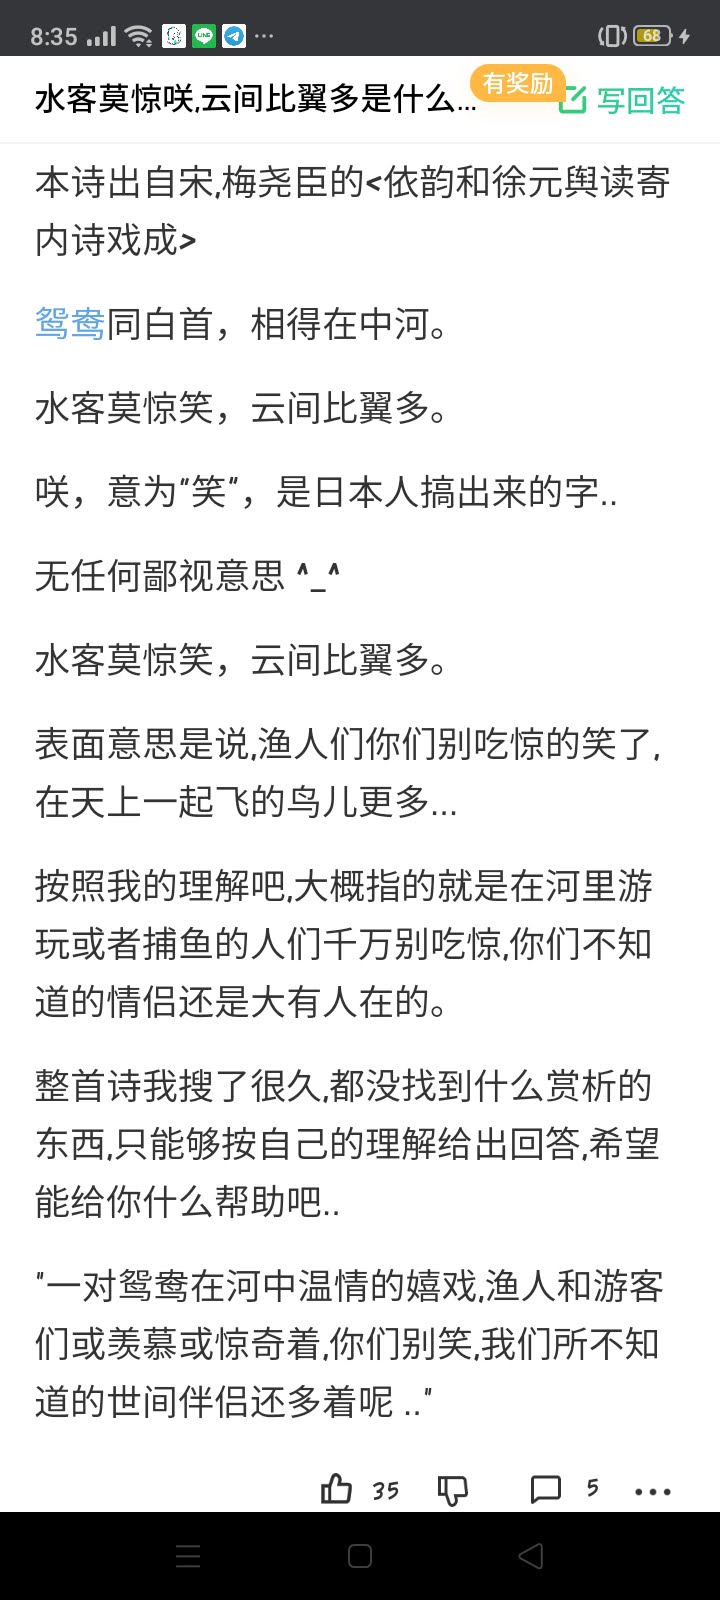 8:35
LINE
68
水客莫惊咲,云间比翼多是什么...
有奖励
写回答
本诗出自宋,梅尧臣的<依韵和徐元舆读寄
内诗戏成>
鸳鸯同白首，相得在中河。
水客莫惊笑，云间比翼多。
咲，意为“笑”，是日本人搞出来的字..
无任何鄙视意思 ^_^
水客莫惊笑，云间比翼多。
表面意思是说,渔人们你们别吃惊的笑了,
在天上一起飞的鸟儿更多...
按照我的理解吧,大概指的就是在河里游
玩或者捕鱼的人们千万别吃惊,你们不知
道的情侣还是大有人在的。
整首诗我搜了很久,都没找到什么赏析的
东西,只能够按自己的理解给出回答,希望
能给你什么帮助吧..
"一对鸳鸯在河中温情的嬉戏,渔人和游客
们或羡慕或惊奇着,你们别笑,我们所不知
道的世间伴侣还多着呢 .."
35
5